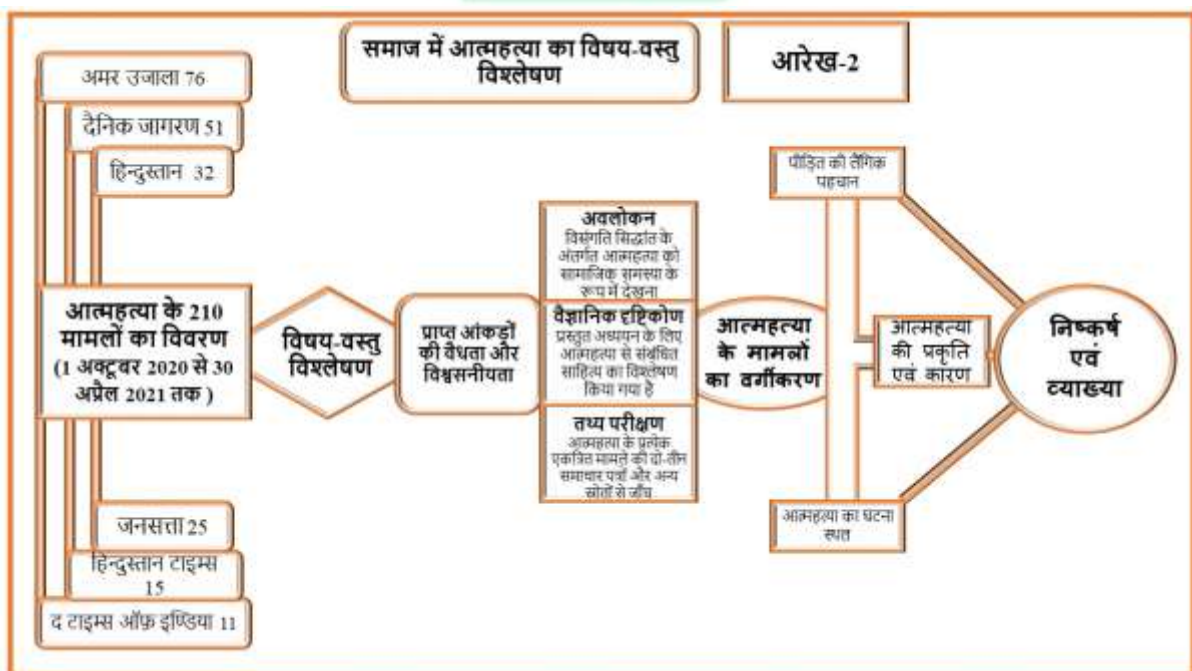 समाज में आत्महत्या का विषय-वस्तु
विश्लेषण
आरेख-2
अमर उजाला 76
दैनिक जागरण 51
हिन्दुस्तान 32
आत्महत्या के 210
मामलों का विवरण
(1 अक्टूबर 2020 से 30
अप्रैल 2021 तक )
जनसत्ता 25
हिन्दुस्तान टाइम्स
15
द टाइम्स ऑफ़ इण्डिया 11
विषय-वस्तु
विश्लेषण
प्राप्त आंकड़ों
की वैधता और
विश्वसनीयता
अवलोकन
विसंगति सिद्धांत के
अंतर्गत आत्महत्या को
सामाजिक समस्या के
रूप में देखना
वैज्ञानिक दृष्टिकोण
प्रस्तुत अध्ययन के लिए
आत्महत्या से संबंधित
साहित्य का विश्लेषण
किया गया है
तथ्य परीक्षण
आत्महत्या के प्रत्येक
एकत्रित मामले की दो-तीन
समाचार पत्रों और अन्य
स्रोतों से जाँच
आत्महत्या
के मामलों
का वर्गीकरण
पीड़ित की लैंगिक
पहचान
आत्महत्या
की प्रकृति
एवं कारण
आत्महत्या का घटना
स्थल
निष्कर्ष
एवं
व्याख्या